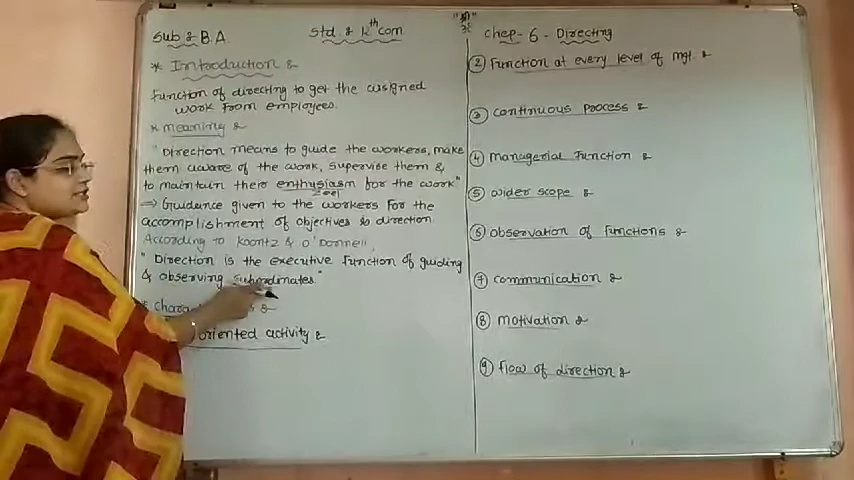 Sub & B.A.
Std & 12th com
"શ્રી"
Chep- 6 - Directing
* Introduction &
Function of directing to get the assigned
work from employees.
* Meaning &
"Direction means to guide the workers, make
them aware of the work, supervise them &
to maintain there enthusiasm for the work"
Zeel
⇒ Guidance given to the workers for the
accomplishment of objectives is direction
According to Koontz & O'Donnell,
"Direction is the executive function of guiding
& observing subordinates"
oriented activity &
② Function at every level of mgt. &
③ Continuous process &
④ Managerial Function &
⑤ wider scope &
⑥ observation of functions &
⑦ communication &
⑧ motivation &
⑨ flow of direction &